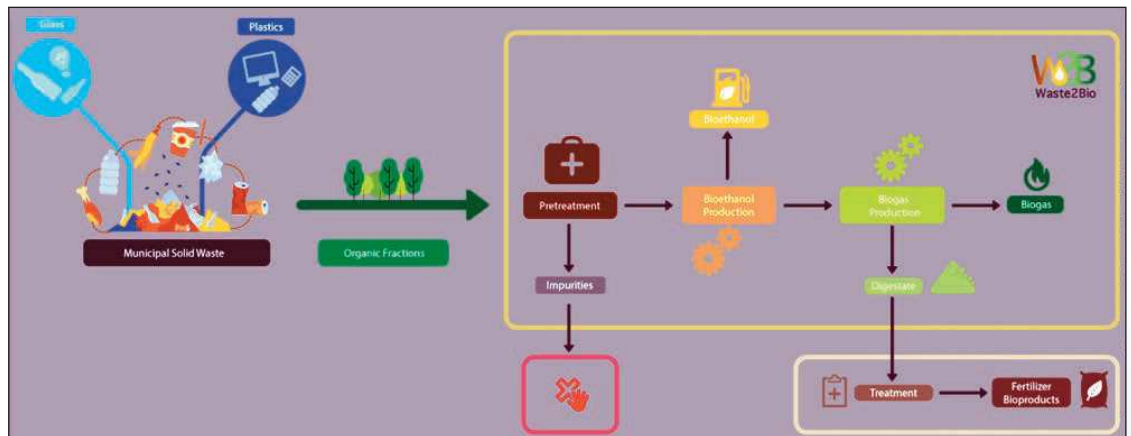 Glass
Plastics
W2B
Waste2Bio
Bioethanol
Pretreatment
Bioethanol
Production
Biogas
Production
Biogas
Municipal Solid Waste
Organic Fractions
Impurities
Digestate
Treatment
Fertilizer
Bioproducts